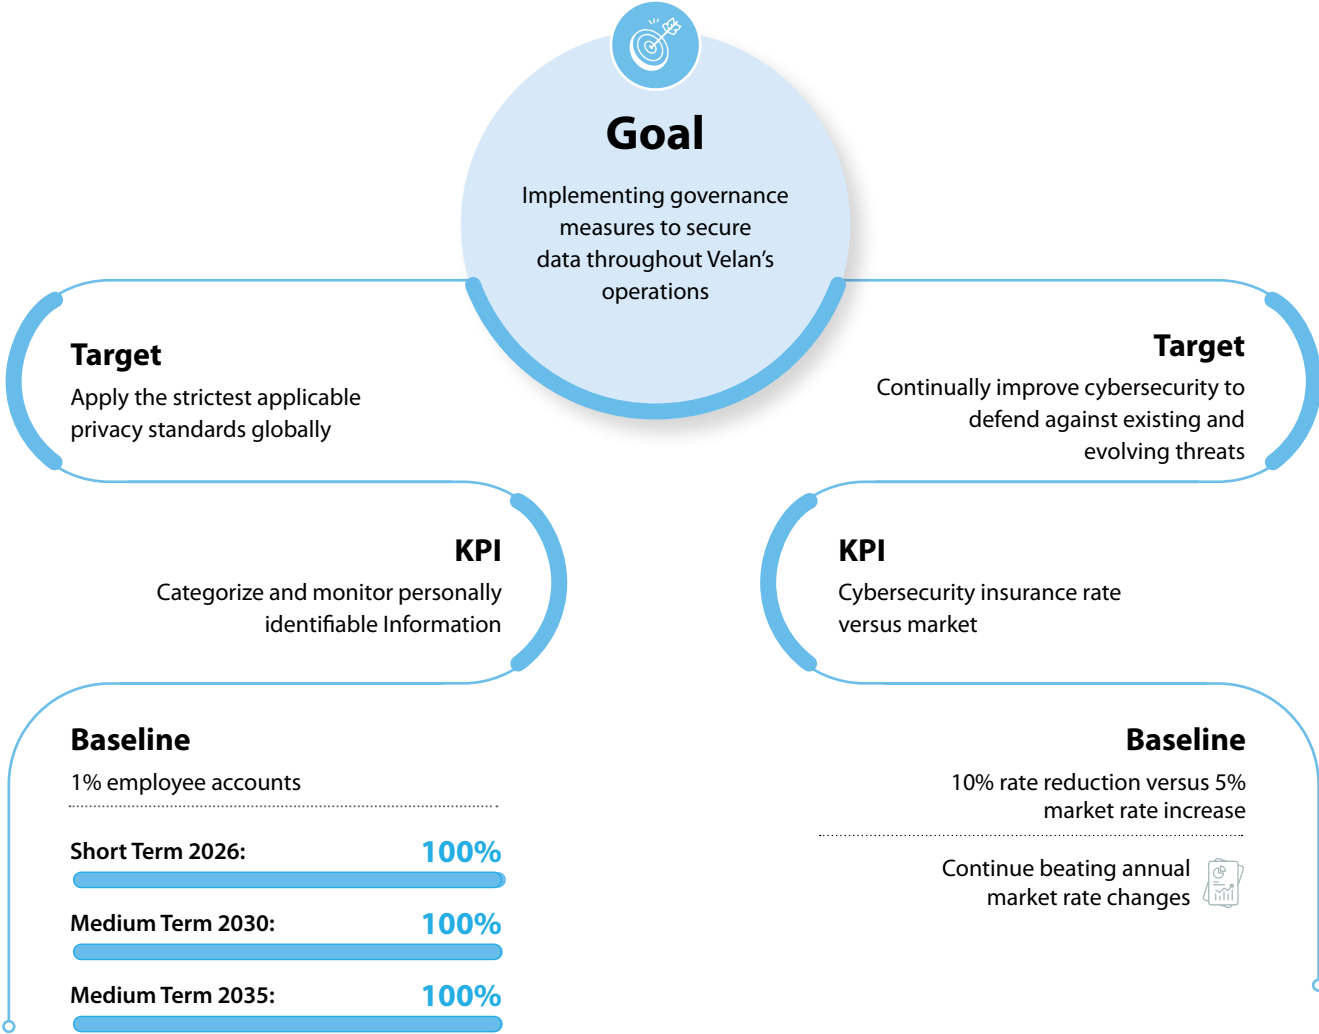 Goal
Implementing governance
measures to secure
data throughout Velan’s
operations
Target
Apply the strictest applicable
privacy standards globally
KPI
Categorize and monitor personally
identifiable Information
Baseline
1% employee accounts
Short Term 2026: 100%
Medium Term 2030: 100%
Medium Term 2035: 100%
Target
Continually improve cybersecurity to
defend against existing and
evolving threats
KPI
Cybersecurity insurance rate
versus market
Baseline
10% rate reduction versus 5%
market rate increase
Continue beating annual
market rate changes